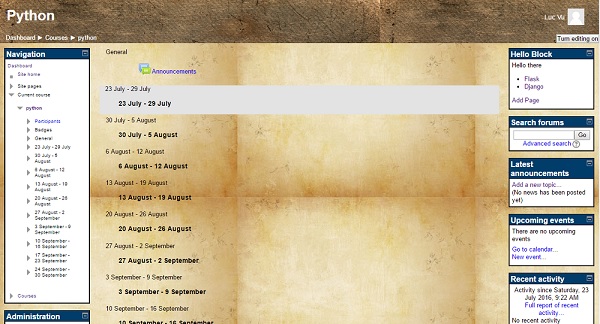 Python
Luc Vu
Dashboard ► Courses ► python
Turn editing on
Navigation
Dashboard
Site home
Site pages
Current course
python
Participants
Badges
General
23 July - 29 July
30 July - 5
August
6 August - 12
August
13 August - 19
August
20 August - 26
August
27 August - 2
September
3 September - 9
September
10 September
- 16 September
17 September
- 23 September
24 September
- 30 September
Courses
Administration
General
Announcements
23 July - 29 July
23 July - 29 July
30 July - 5 August
30 July - 5 August
6 August - 12 August
6 August - 12 August
13 August - 19 August
13 August - 19 August
20 August - 26 August
20 August - 26 August
27 August - 2 September
27 August - 2 September
3 September - 9 September
3 September - 9 September
10 September - 16 September
10 September - 16 September
Hello Block
Hello there
Flask
Django
Add Page
Search forums
Go
Advanced search ?
Latest
announcements
Add a new topic...
(No news has been posted
yet)
Upcoming events
There are no upcoming
events
Go to calendar...
New event...
Recent activity
Activity since Saturday, 23
July 2016, 9:22 AM
Full report of recent
activity...
No recent activity